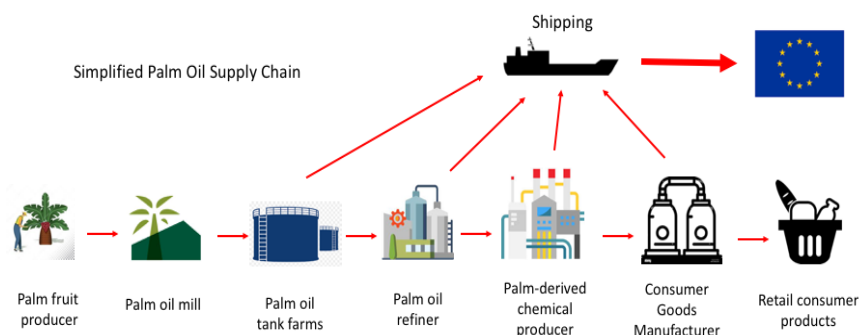 Shipping
Simplified Palm Oil Supply Chain
Palm fruit
producer
Palm oil mill
Palm oil
tank farms
Palm oil
refiner
Palm-derived
chemical
producer
Consumer
Goods
Manufacturer
Retail consumer
products